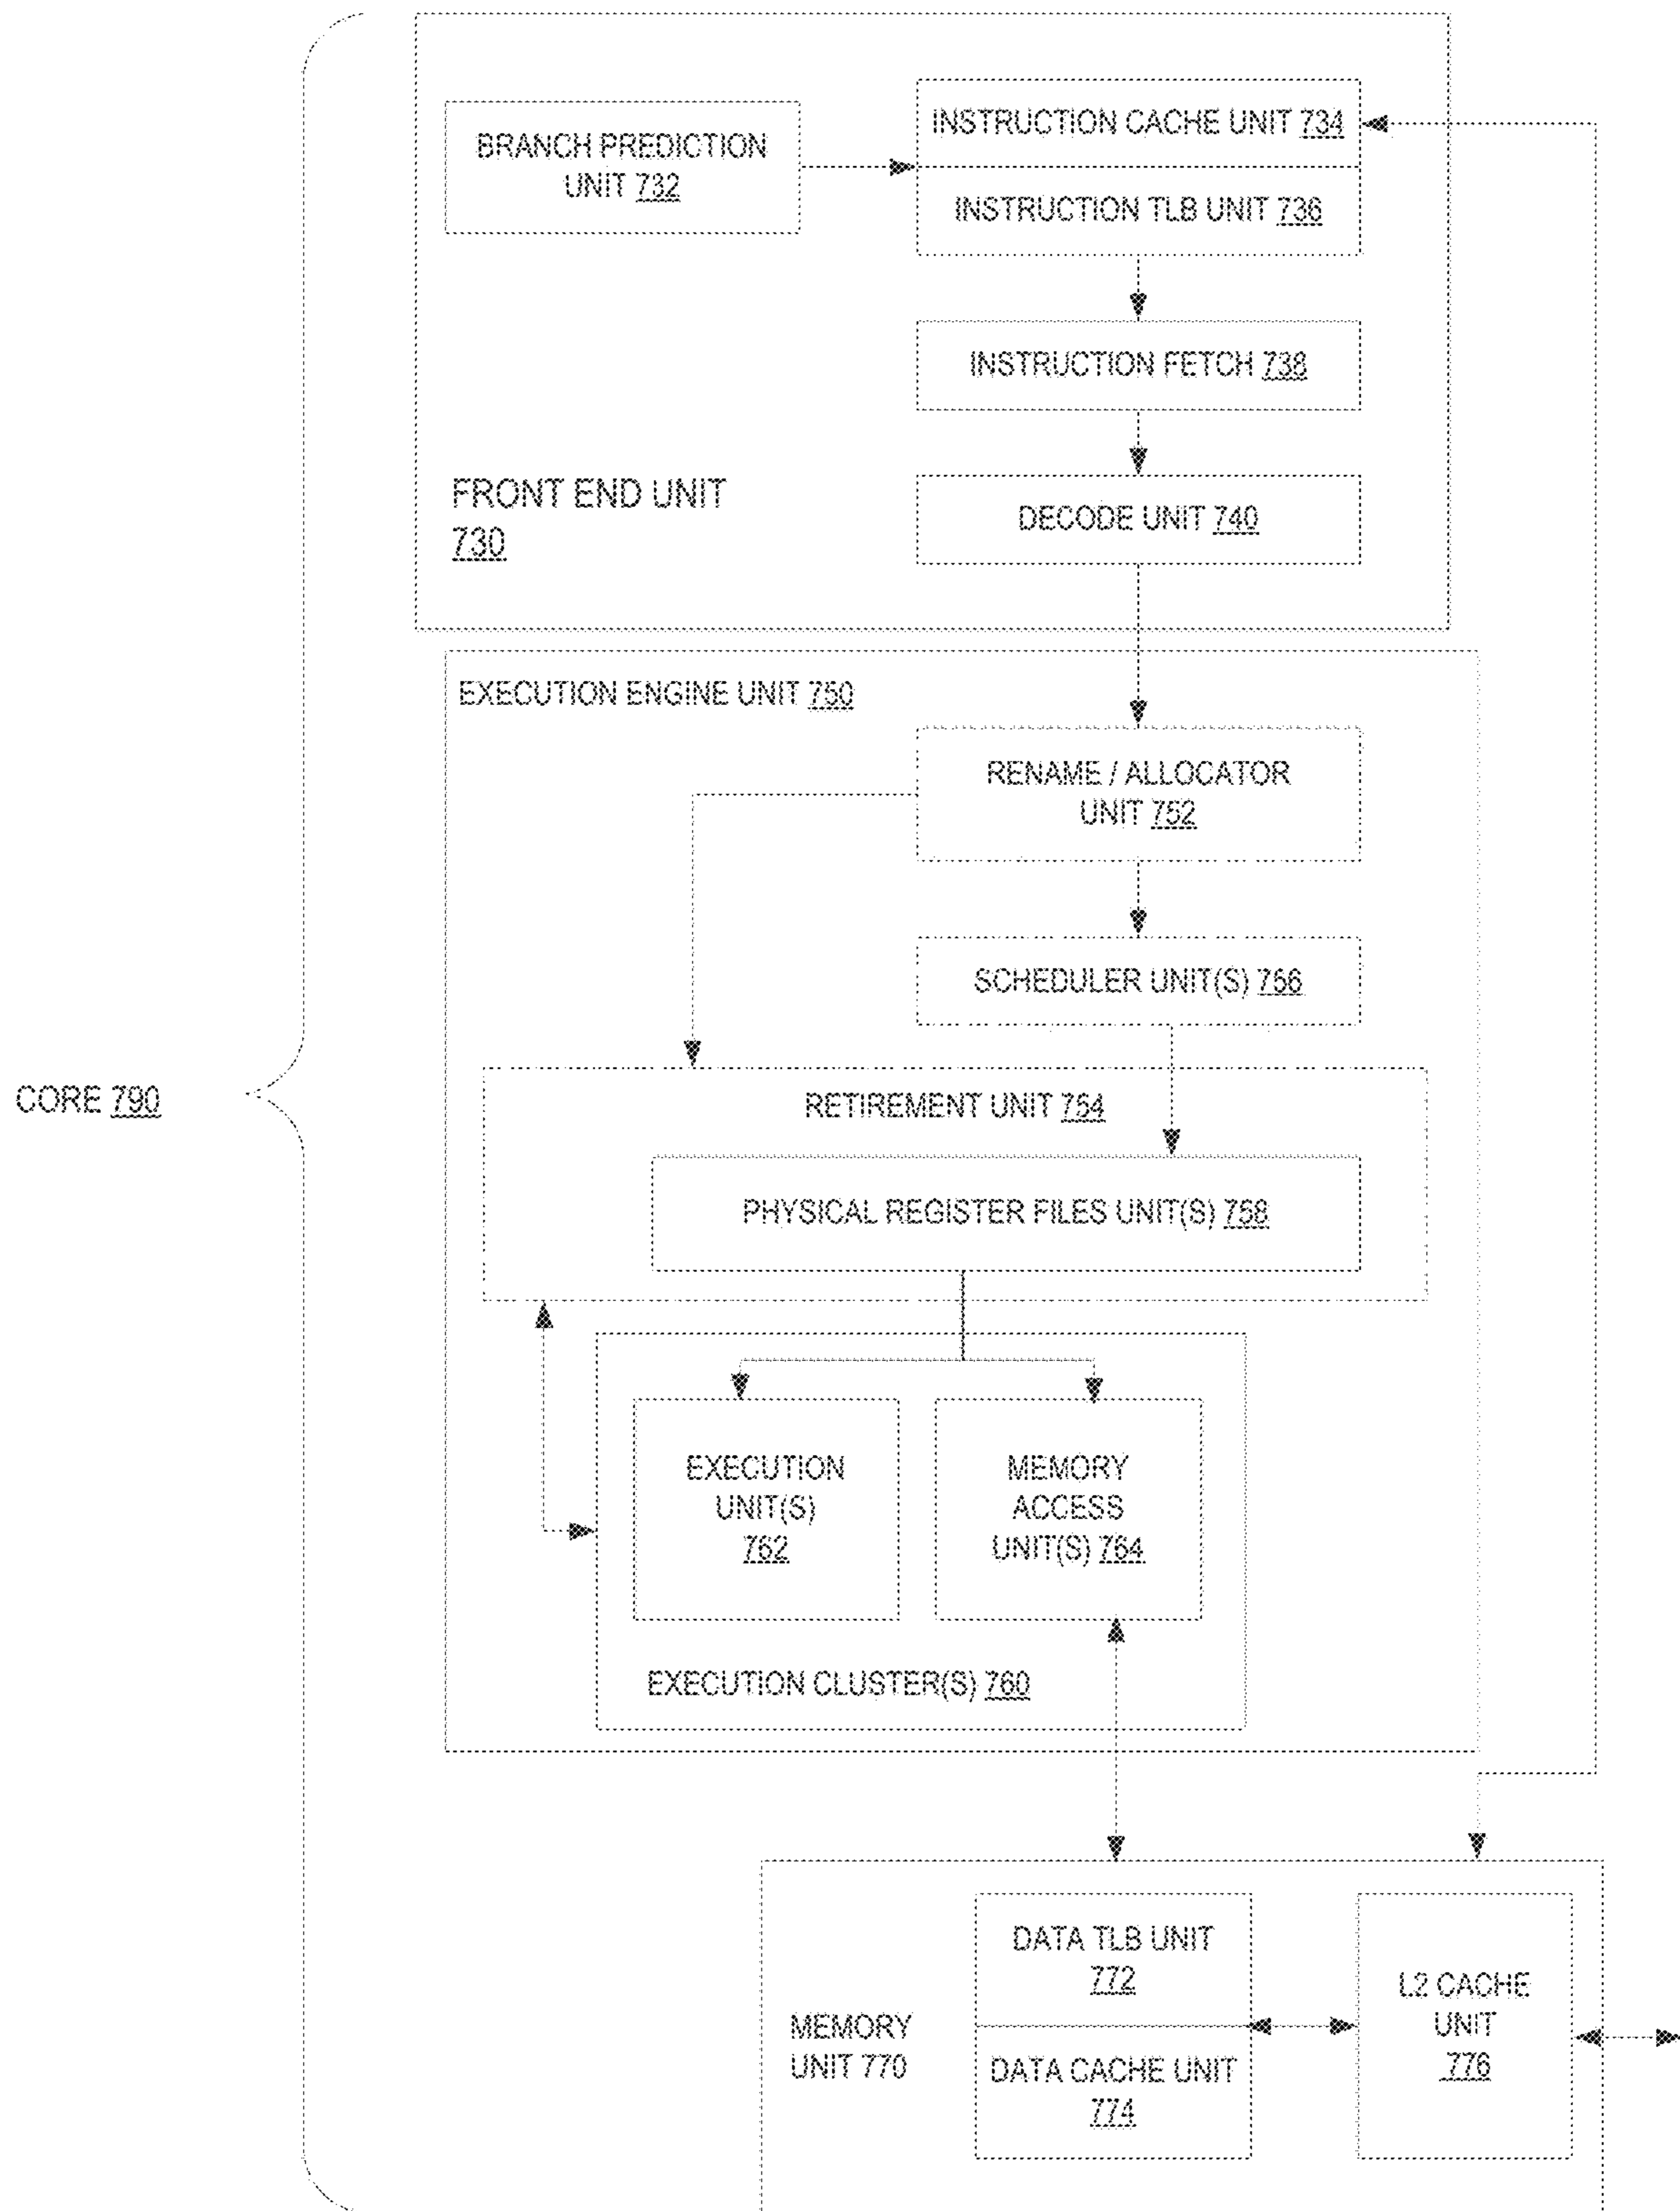 BRANCH PREDICTION
UNIT 732
INSTRUCTION CACHE UNIT 734
INSTRUCTION TLB UNIT 736
INSTRUCTION FETCH 738
FRONT END UNIT
730
DECODE UNIT 740
EXECUTION ENGINE UNIT 750
RENAME / ALLOCATOR
UNIT 752
SCHEDULER UNIT(S) 756
CORE 790
RETIREMENT UNIT 754
PHYSICAL REGISTER FILES UNIT(S) 758
EXECUTION
UNIT(S)
762
MEMORY
ACCESS
UNIT(S) 764
EXECUTION CLUSTER(S) 760
MEMORY
UNIT 770
DATA TLB UNIT
772
DATA CACHE UNIT
774
L2 CACHE
UNIT
776